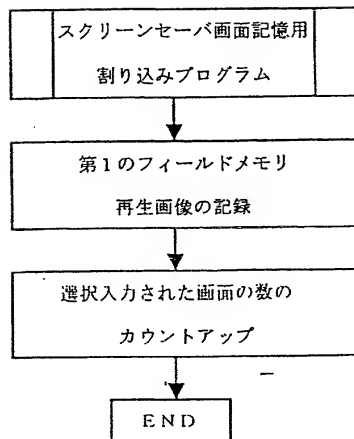 スクリーンセーバ画面記憶用
割り込みプログラム
第1のフィールドメモリ
再生画像の記録
選択入力された画面の数の
カウントアップ
END